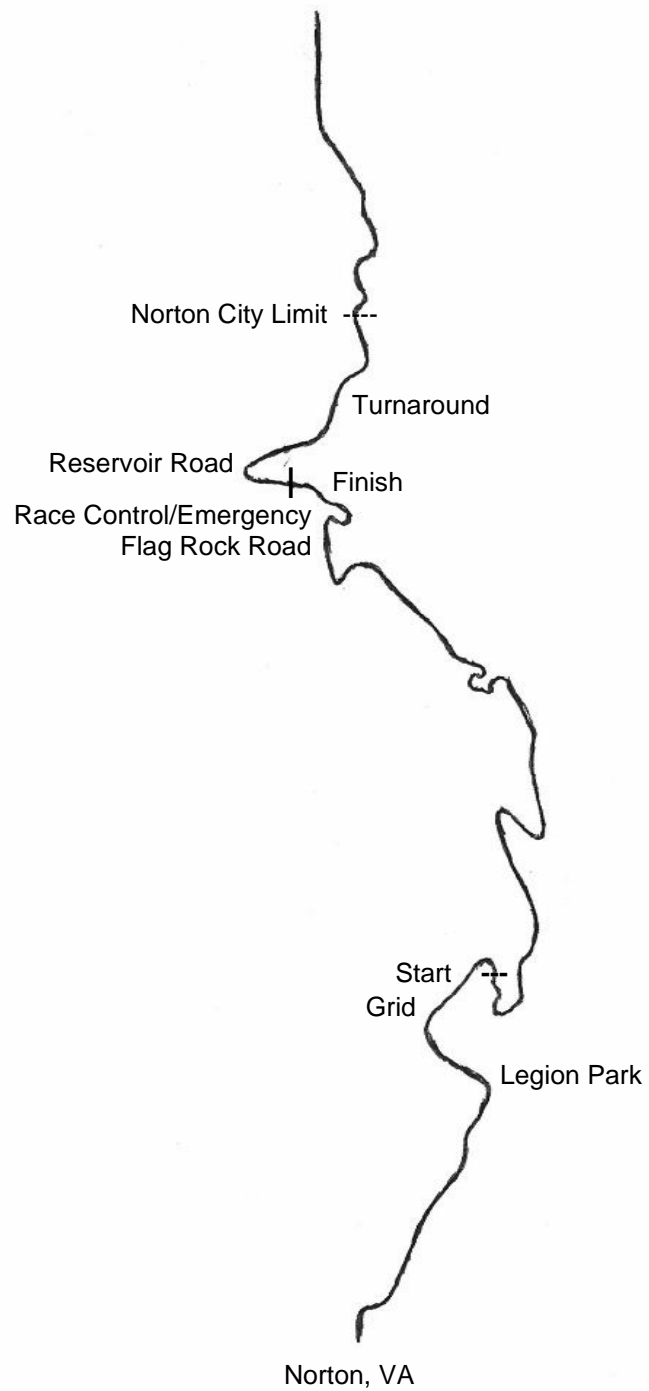 Norton City Limit
Turnaround
Reservoir Road
Finish
Race Control/Emergency
Flag Rock Road
Start
Grid
Legion Park
Norton, VA